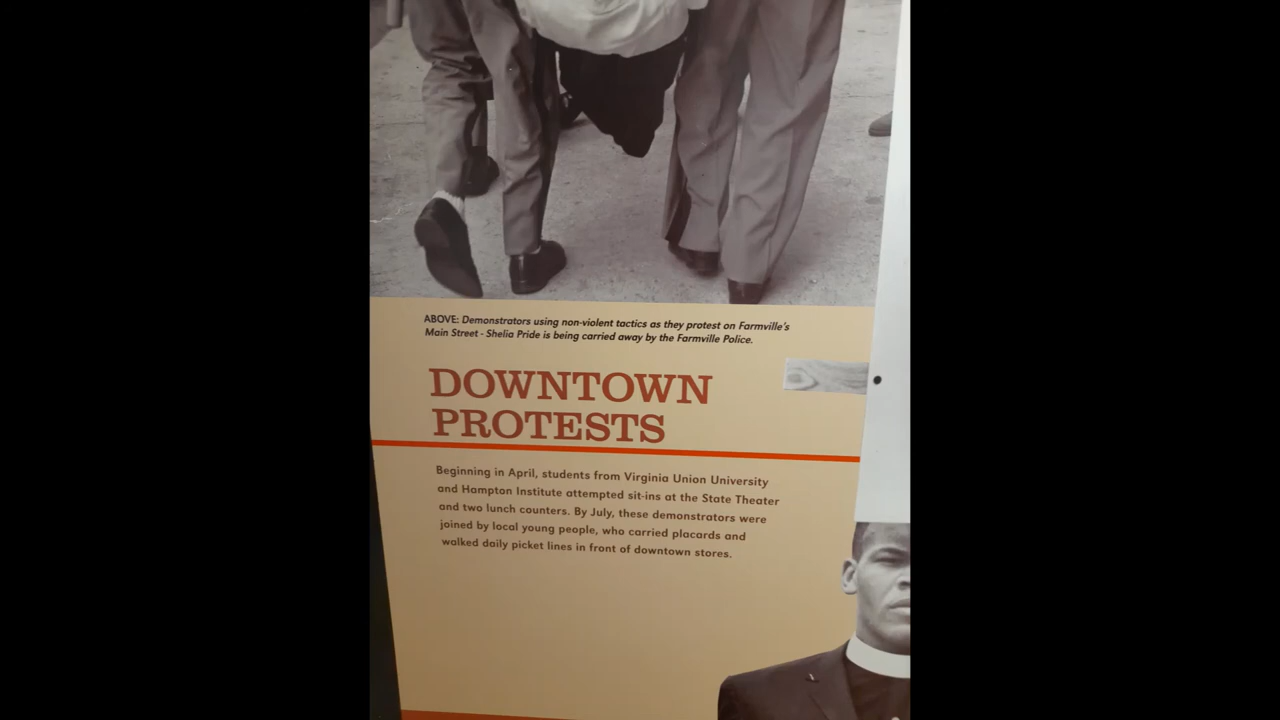 ABOVE: Demonstrators using non-violent tactics as they protest on Farmville's
Main Street - Shelia Pride is being carried away by the Farmville Police.
DOWNTOWN
PROTESTS
Beginning in April, students from Virginia Union University
and Hampton Institute attempted sit-ins at the State Theater
and two lunch counters. By July, these demonstrators were
joined by local young people, who carried placards and
walked daily picket lines in front of downtown stores.